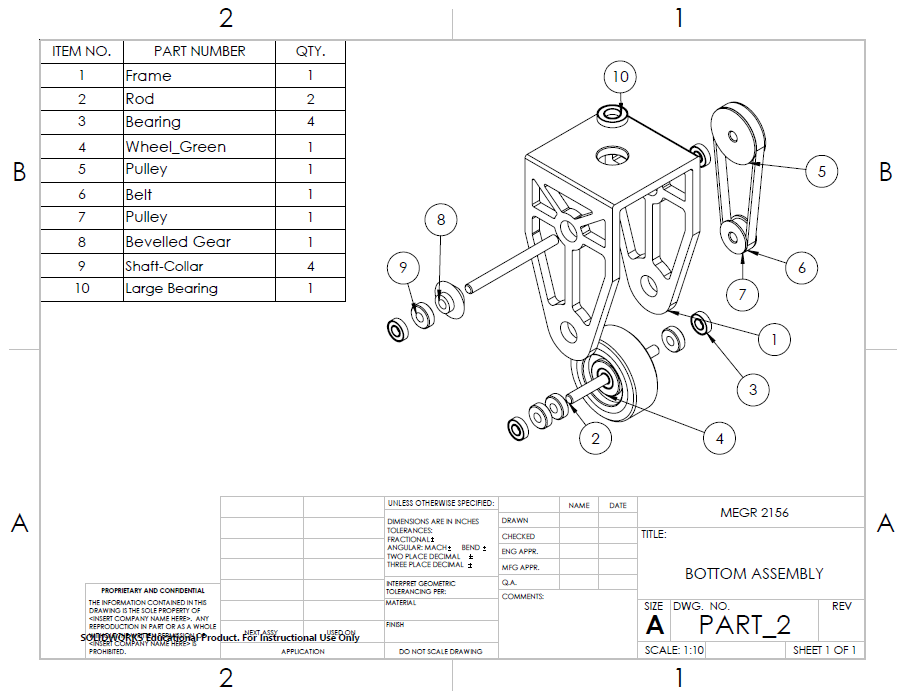 2 1
ITEM NO. PART NUMBER QTY.
1 Frame 1
2 Rod 2
3 Bearing 4
4 Wheel_Green 1
5 Pulley 1
6 Belt 1
7 Pulley 1
8 Bevelled Gear 1
9 Shaft-Collar 4
10 Large Bearing 1
10
B B
5
8
9
6
7
1
3
2
4
A A
UNLESS OTHERWISE SPECIFIED:
DIMENSIONS ARE IN INCHES
TOLERANCES:
FRACTIONAL±
ANGULAR: MACH± BEND ±
TWO PLACE DECIMAL ±
THREE PLACE DECIMAL ±
INTERPRET GEOMETRIC
TOLERANCING PER:
MATERIAL
FINISH
DO NOT SCALE DRAWING
NAME DATE
DRAWN
CHECKED
ENG APPR.
MFG APPR.
Q.A.
COMMENTS:
MEGR 2156
TITLE:
BOTTOM ASSEMBLY
SIZE DWG. NO. REV
A PART_2
SCALE: 1:10 SHEET 1 OF 1
PROPRIETARY AND CONFIDENTIAL
THE INFORMATION CONTAINED IN THIS
DRAWING IS THE SOLE PROPERTY OF
<INSERT COMPANY NAME HERE>. ANY
REPRODUCTION IN PART OR AS A WHOLE
WITHOUT THE WRITTEN PERMISSION OF
<INSERT COMPANY NAME HERE> IS
PROHIBITED.
NEXT ASSY USED ON
SOLIDWORKS Educational Product. For Instructional Use Only
APPLICATION
2 1